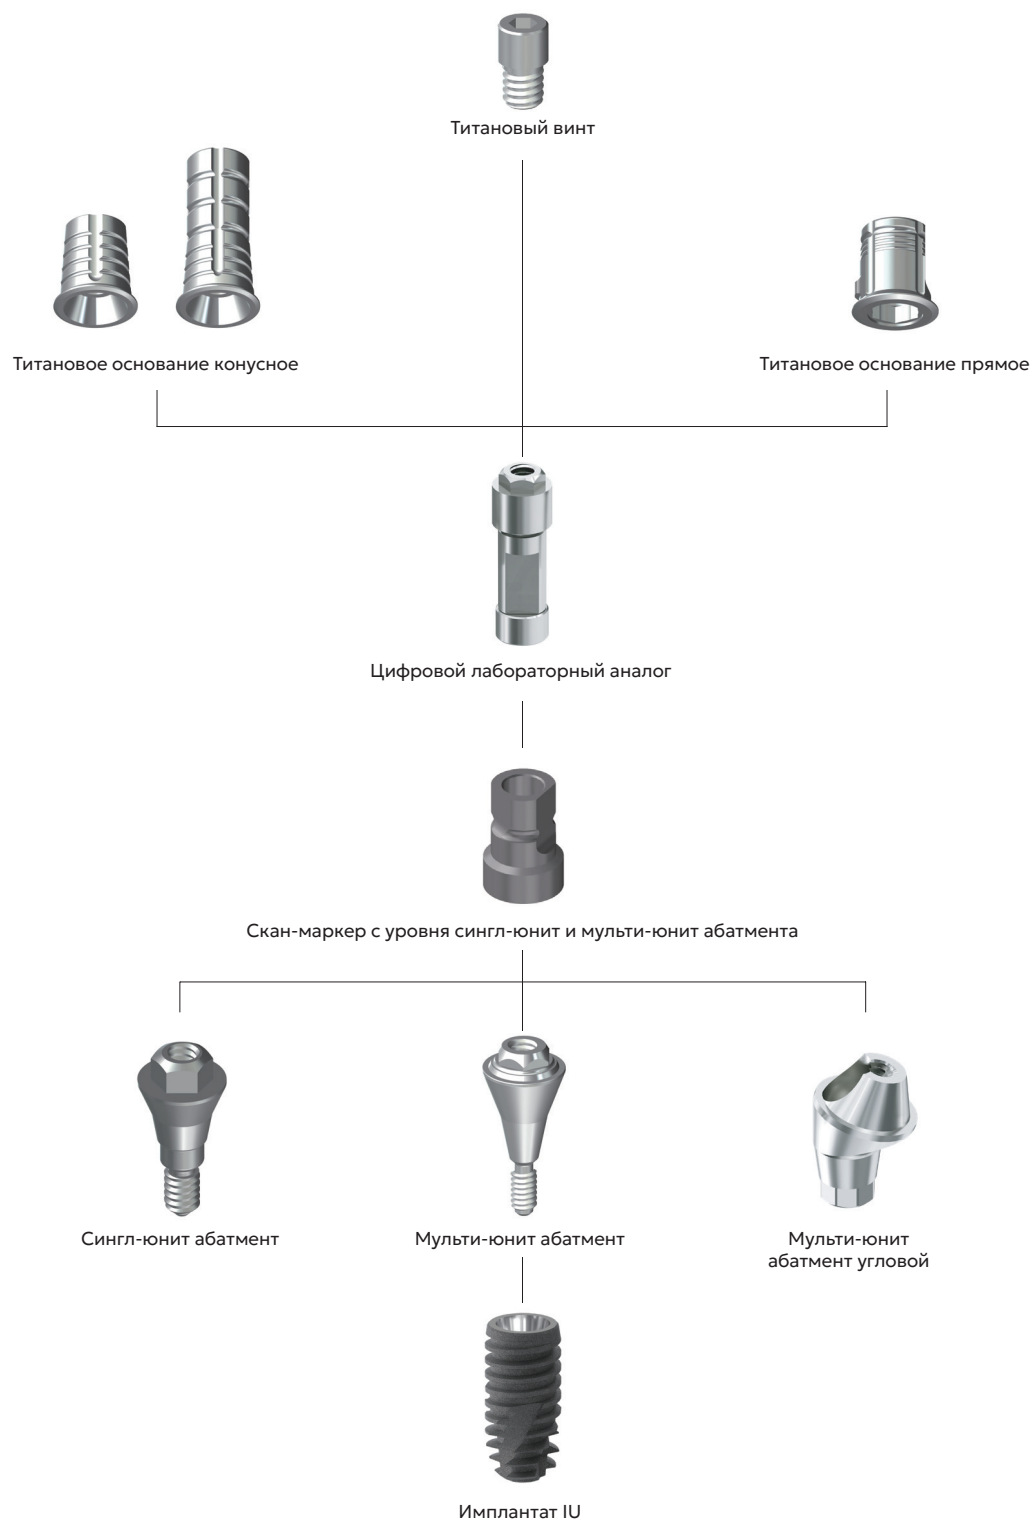 Титановый винт
Титановое основание конусное
Титановое основание прямое
Цифровой лабораторный аналог
Скан-маркер с уровня сингл-юнит и мульти-юнит абатмента
Сингл-юнит абатмент
Мульти-юнит абатмент
Мульти-юнит
абатмент угловой
Имплантат IU